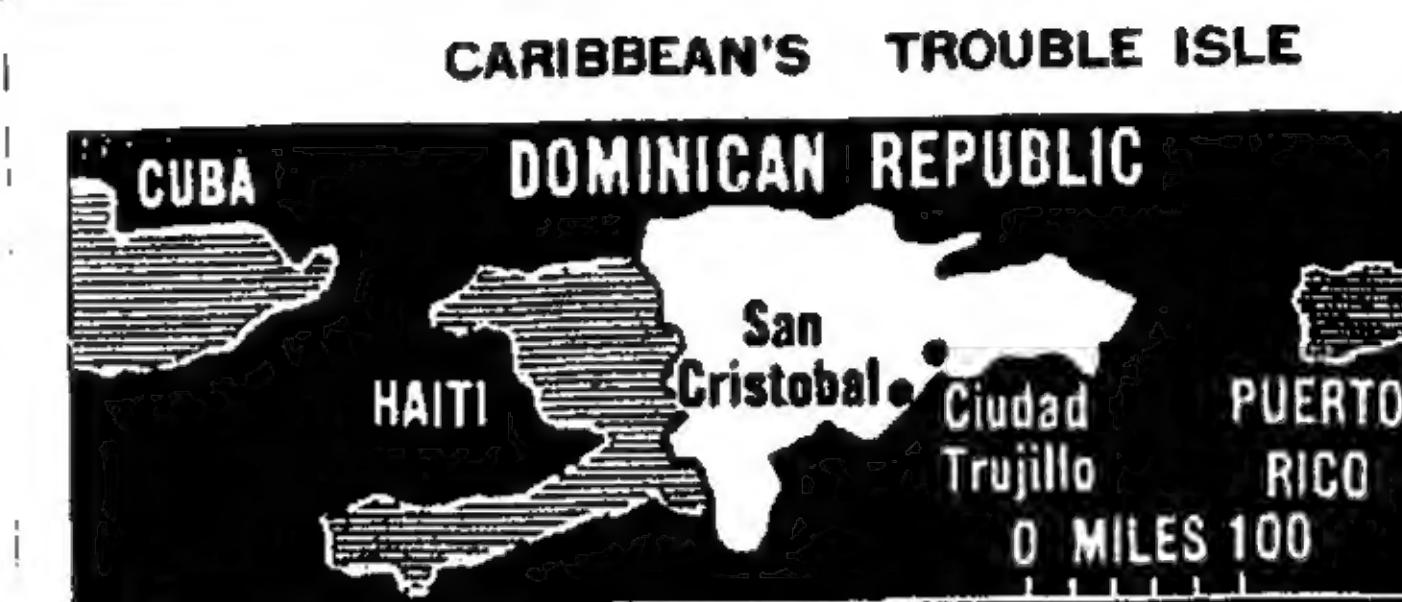 CARIBBEAN'S TROUBLE ISLE
CUBA
DOMINICAN REPUBLIC
San
Cristobal
HAITI
Ciudad
Trujillo
PUERTO
RICO
0 MILES 100